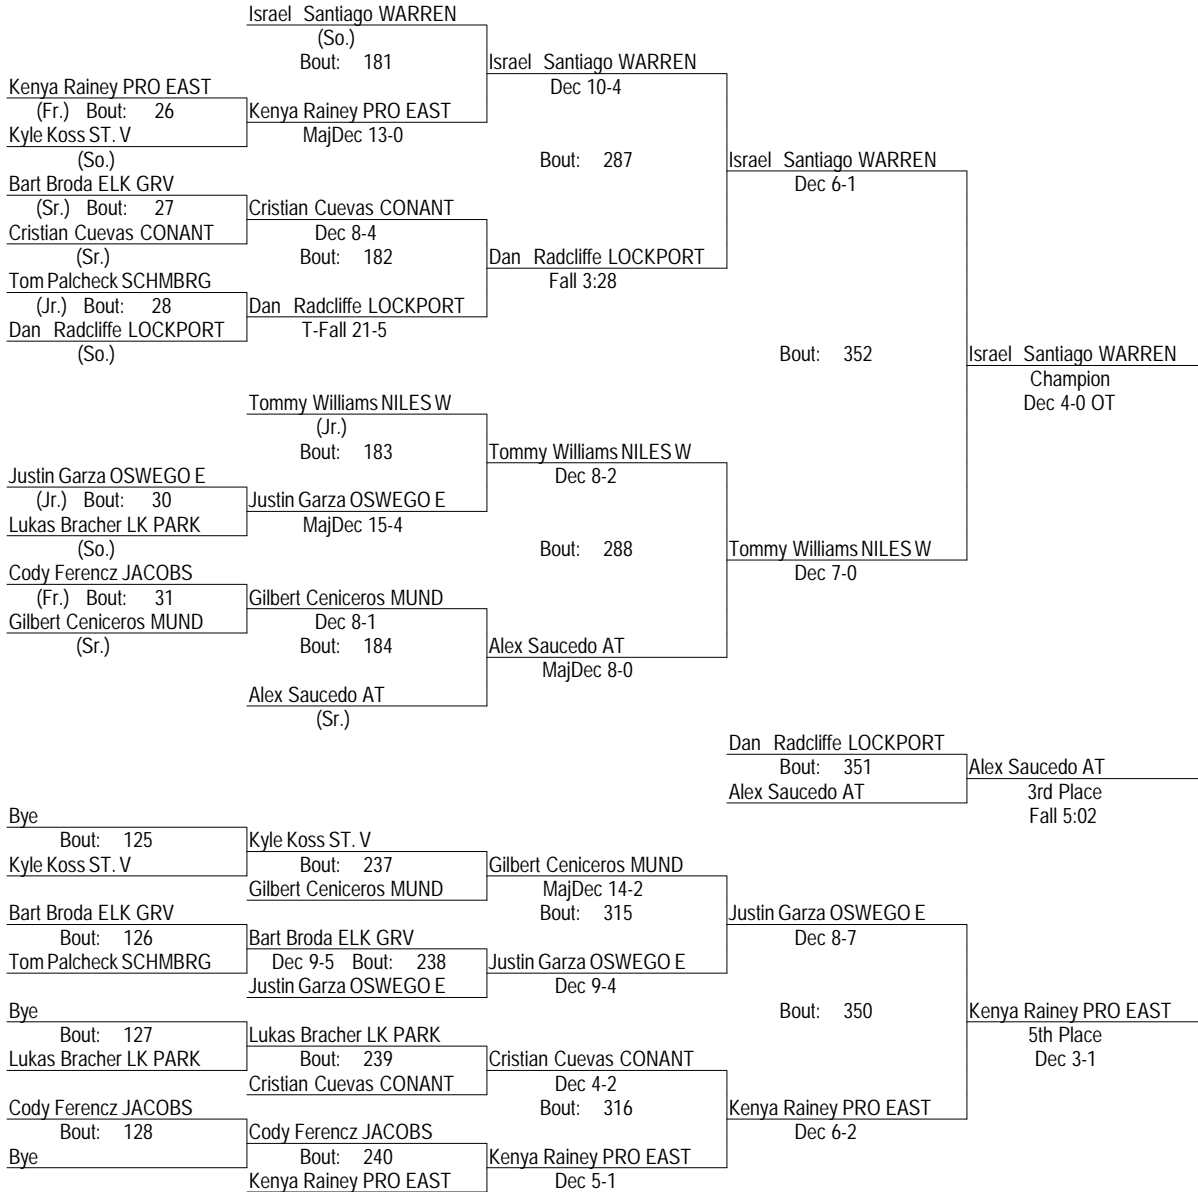 Israel Santiago WARREN
(So.)
Bout: 181
Israel Santiago WARREN
Dec 10-4
Kenya Rainey PRO EAST
(Fr.) Bout: 26
Kenya Rainey PRO EAST
Kyle Koss ST. V
MajDec 13-0
(So.)
Bout: 287
Israel Santiago WARREN
Dec 6-1
Bart Broda ELK GRV
(Sr.) Bout: 27
Cristian Cuevas CONANT
Cristian Cuevas CONANT
Dec 8-4
(Sr.)
Bout: 182
Dan Radcliffe LOCKPORT
Fall 3:28
Tom Palcheck SCHMBRG
(Jr.) Bout: 28
Dan Radcliffe LOCKPORT
Dan Radcliffe LOCKPORT
T-Fall 21-5
(So.)
Bout: 352
Israel Santiago WARREN
Champion
Dec 4-0 OT
Tommy Williams NILES W
(Jr.)
Bout: 183
Tommy Williams NILES W
Dec 8-2
Justin Garza OSWEGO E
(Jr.) Bout: 30
Justin Garza OSWEGO E
Lukas Bracher LK PARK
MajDec 15-4
(So.)
Bout: 288
Tommy Williams NILES W
Dec 7-0
Cody Ferencz JACOBS
(Fr.) Bout: 31
Gilbert Ceniceros MUND
Gilbert Ceniceros MUND
Dec 8-1
(Sr.)
Bout: 184
Alex Saucedo AT
MajDec 8-0
Alex Saucedo AT
(Sr.)
Dan Radcliffe LOCKPORT
Bout: 351
Alex Saucedo AT
Alex Saucedo AT
3rd Place
Fall 5:02
Bye
Bout: 125
Kyle Koss ST. V
Kyle Koss ST. V
Bout: 237
Gilbert Ceniceros MUND
Gilbert Ceniceros MUND
MajDec 14-2
Bout: 315
Justin Garza OSWEGO E
Dec 8-7
Bart Broda ELK GRV
Bout: 126
Bart Broda ELK GRV
Tom Palcheck SCHMBRG
Dec 9-5 Bout: 238
Justin Garza OSWEGO E
Justin Garza OSWEGO E
Dec 9-4
Bye
Bout: 127
Lukas Bracher LK PARK
Lukas Bracher LK PARK
Bout: 239
Cristian Cuevas CONANT
Cristian Cuevas CONANT
Dec 4-2
Bout: 350
Kenya Rainey PRO EAST
5th Place
Dec 3-1
Cody Ferencz JACOBS
Bout: 128
Cody Ferencz JACOBS
Bye
Bout: 240
Kenya Rainey PRO EAST
Bout: 316
Kenya Rainey PRO EAST
Dec 6-2
Kenya Rainey PRO EAST
Dec 5-1